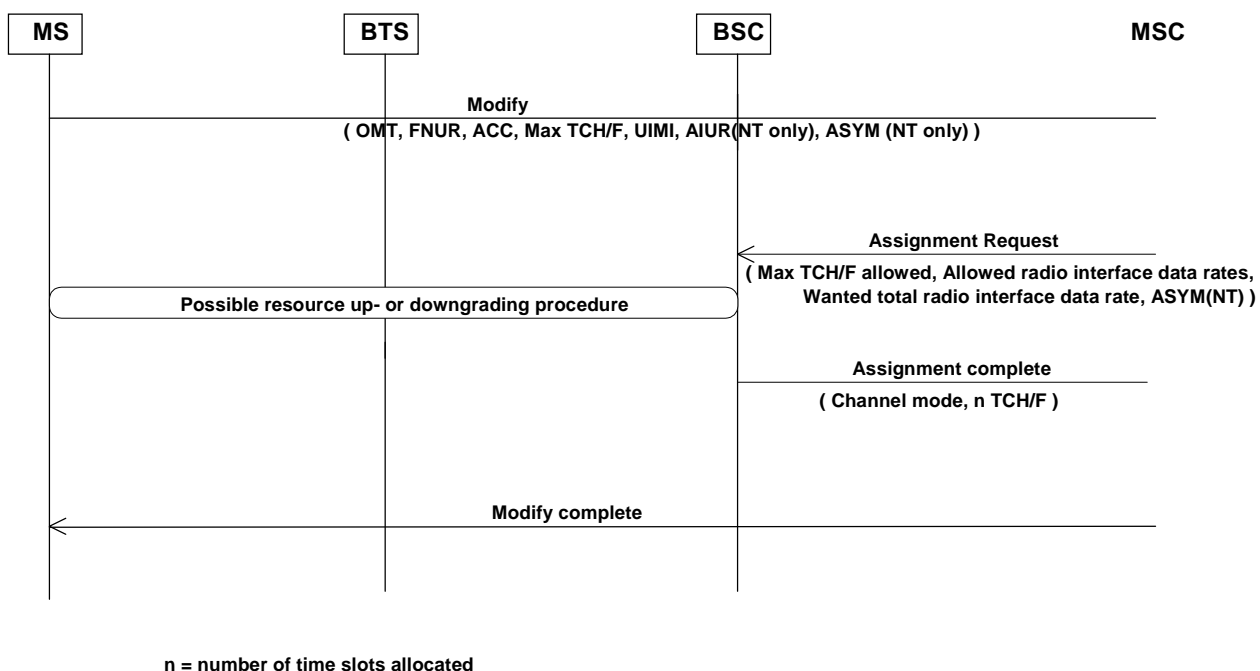 MS BTS BSC MSC
Modify
( OMT, FNUR, ACC, Max TCH/F, UIMI, AIUR(NT only), ASYM (NT only) )
Assignment Request
( Max TCH/F allowed, Allowed radio interface data rates,
Wanted total radio interface data rate, ASYM(NT) )
Possible resource up- or downgrading procedure
Assignment complete
( Channel mode, n TCH/F )
Modify complete
n = number of time slots allocated